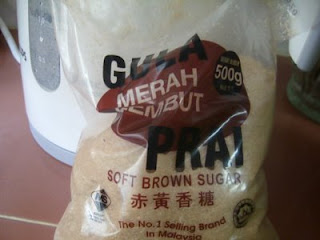 GULA
500g
MERAH
LEMBUT
PRAI
SOFT BROWN SUGAR
赤黃香糖
The No.1 Selling Brand
In Malaysia